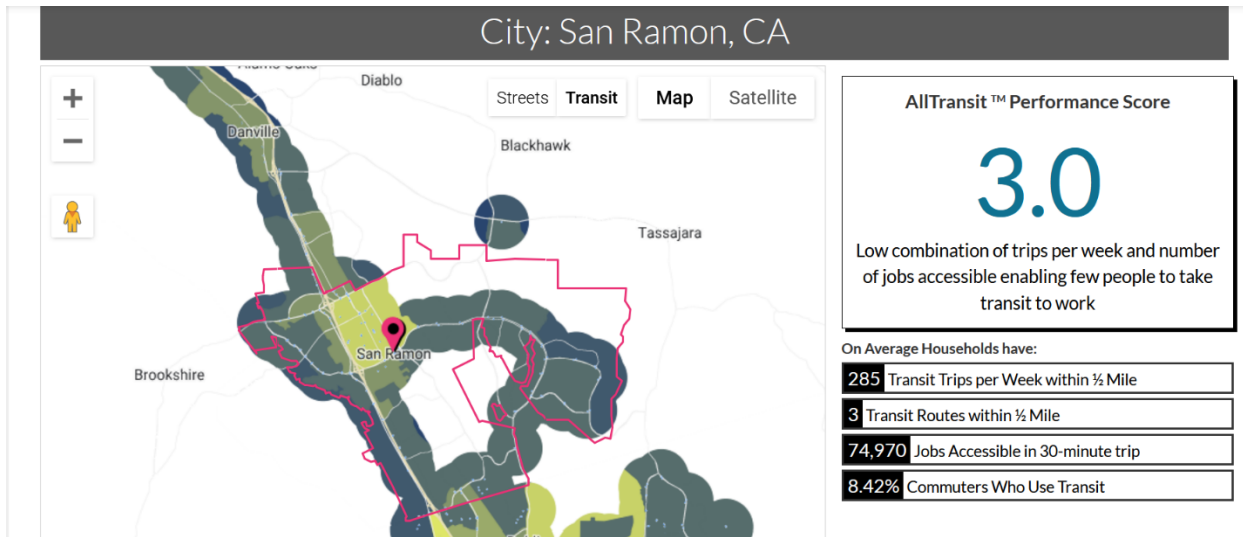 City: San Ramon, CA
Diablo
Streets Transit
Map Satellite
Danville
Blackhawk
Tassajara
San Ramon
Brookshire
AllTransit ™ Performance Score
3.0
Low combination of trips per week and number
of jobs accessible enabling few people to take
transit to work
On Average Households have:
285 Transit Trips per Week within ½ Mile
3 Transit Routes within ½ Mile
74,970 Jobs Accessible in 30-minute trip
8.42% Commuters Who Use Transit